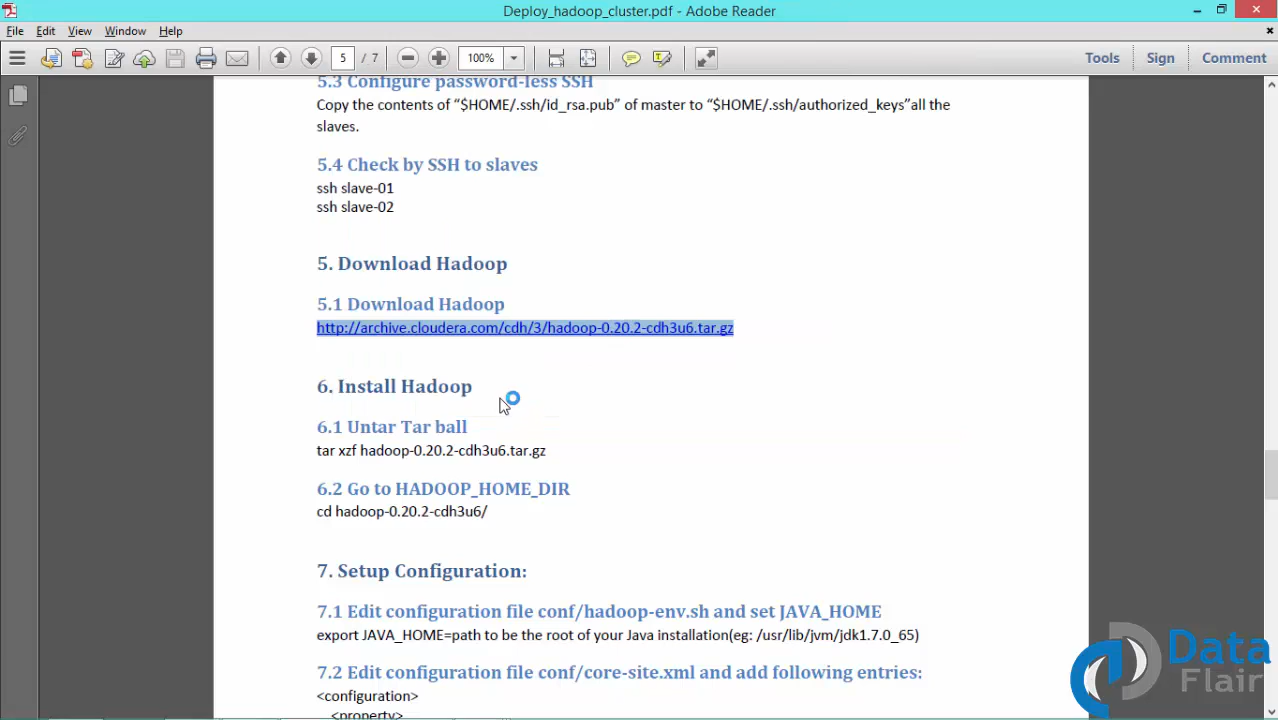 Deploy_hadoop_cluster.pdf - Adobe Reader
File Edit View Window Help
5 / 7 100% Tools Sign Comment
5.3 Configure password-less SSH
Copy the contents of “$HOME/.ssh/id_rsa.pub” of master to “$HOME/.ssh/authorized_keys”all the
slaves.
5.4 Check by SSH to slaves
ssh slave-01
ssh slave-02
5. Download Hadoop
5.1 Download Hadoop
http://archive.cloudera.com/cdh/3/hadoop-0.20.2-cdh3u6.tar.gz
6. Install Hadoop
6.1 Untar Tar ball
tar xzf hadoop-0.20.2-cdh3u6.tar.gz
6.2 Go to HADOOP_HOME_DIR
cd hadoop-0.20.2-cdh3u6/
7. Setup Configuration:
7.1 Edit configuration file conf/hadoop-env.sh and set JAVA_HOME
export JAVA_HOME=path to be the root of your Java installation(eg: /usr/lib/jvm/jdk1.7.0_65)
7.2 Edit configuration file conf/core-site.xml and add following entries:
<configuration>
<property>
Data
Flair